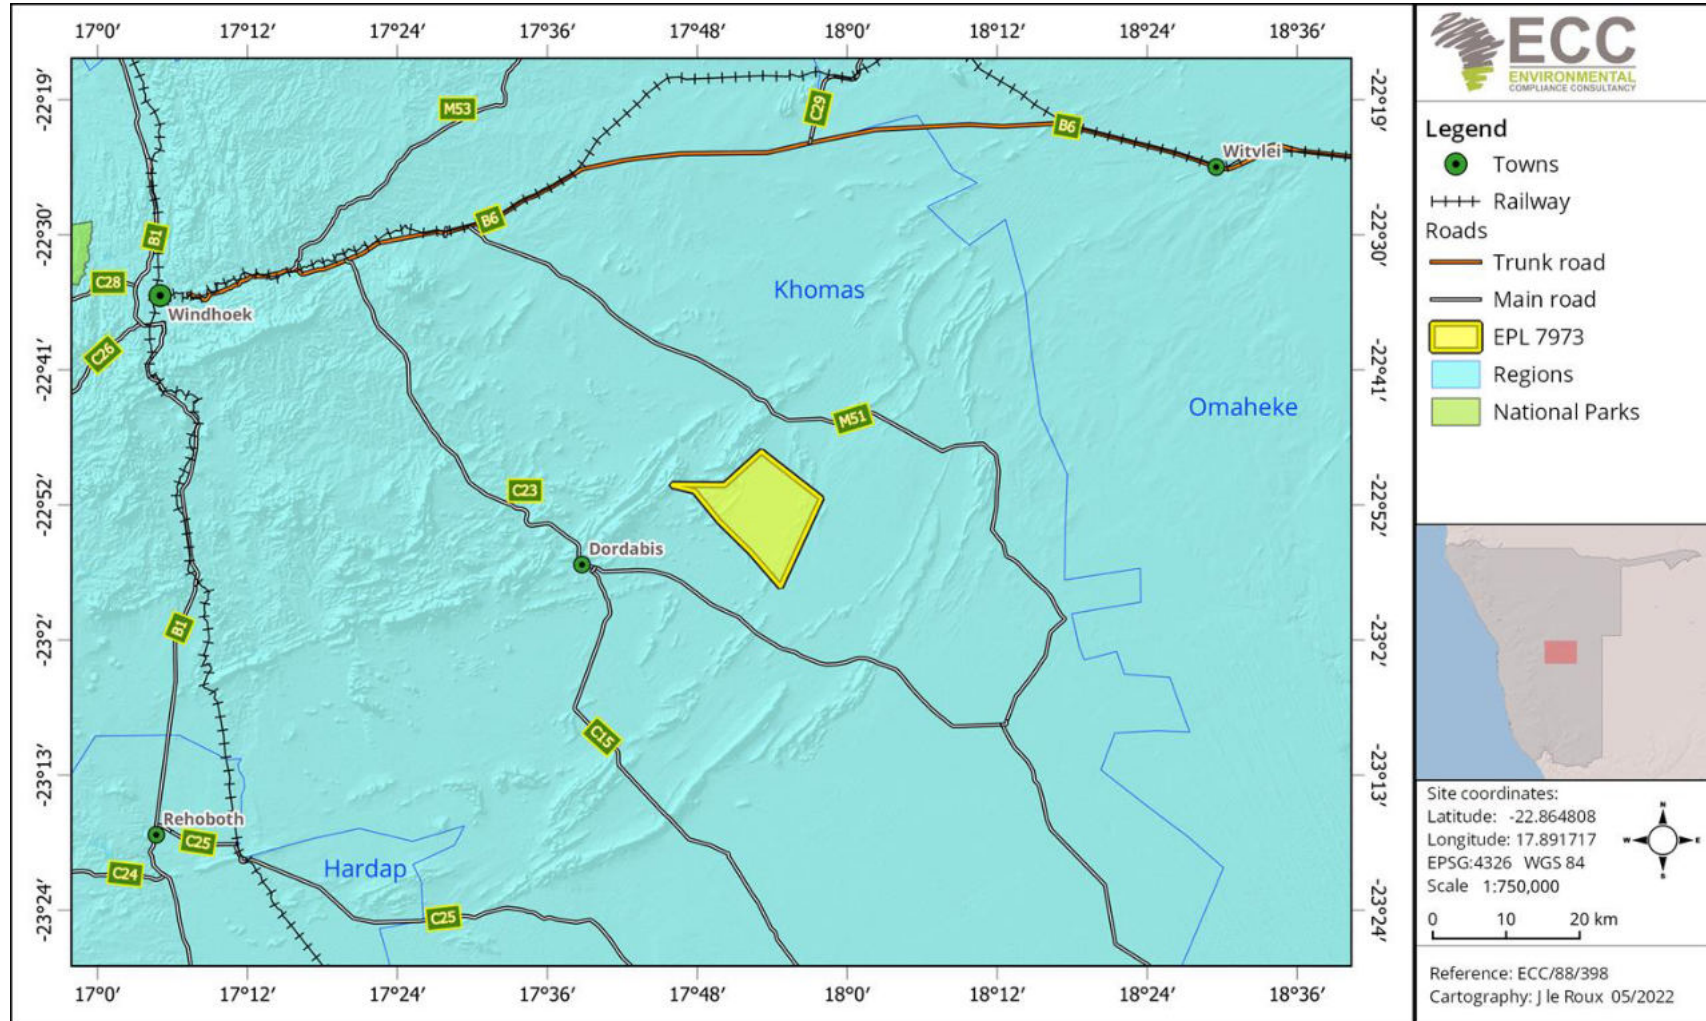 17°0′ 17°12′ 17°24′ 17°36′ 17°48′ 18°0′ 18°12′ 18°24′ 18°36′
-22°19′
-22°30′
-22°41′
-22°52′
-23°2′
-23°13′
-23°24′
M53
C29
B6
Witvlei
B1
B6
C28
Windhoek
Khomas
C26
Omaheke
M51
C23
Dordabis
B1
C15
Rehoboth
C25
Hardap
C24
C25
-22°19′
-22°30′
-22°41′
-22°52′
-23°2′
-23°13′
-23°24′
17°0′ 17°12′ 17°24′ 17°36′ 17°48′ 18°0′ 18°12′ 18°24′ 18°36′
ECC
ENVIRONMENTAL
COMPLIANCE CONSULTANCY
Legend
Towns
Railway
Roads
Trunk road
Main road
EPL 7973
Regions
National Parks
Site coordinates:
Latitude: -22.864808
Longitude: 17.891717
EPSG:4326 WGS 84
Scale 1:750,000
N
W E
S
0 10 20 km
Reference: ECC/88/398
Cartography: J le Roux 05/2022